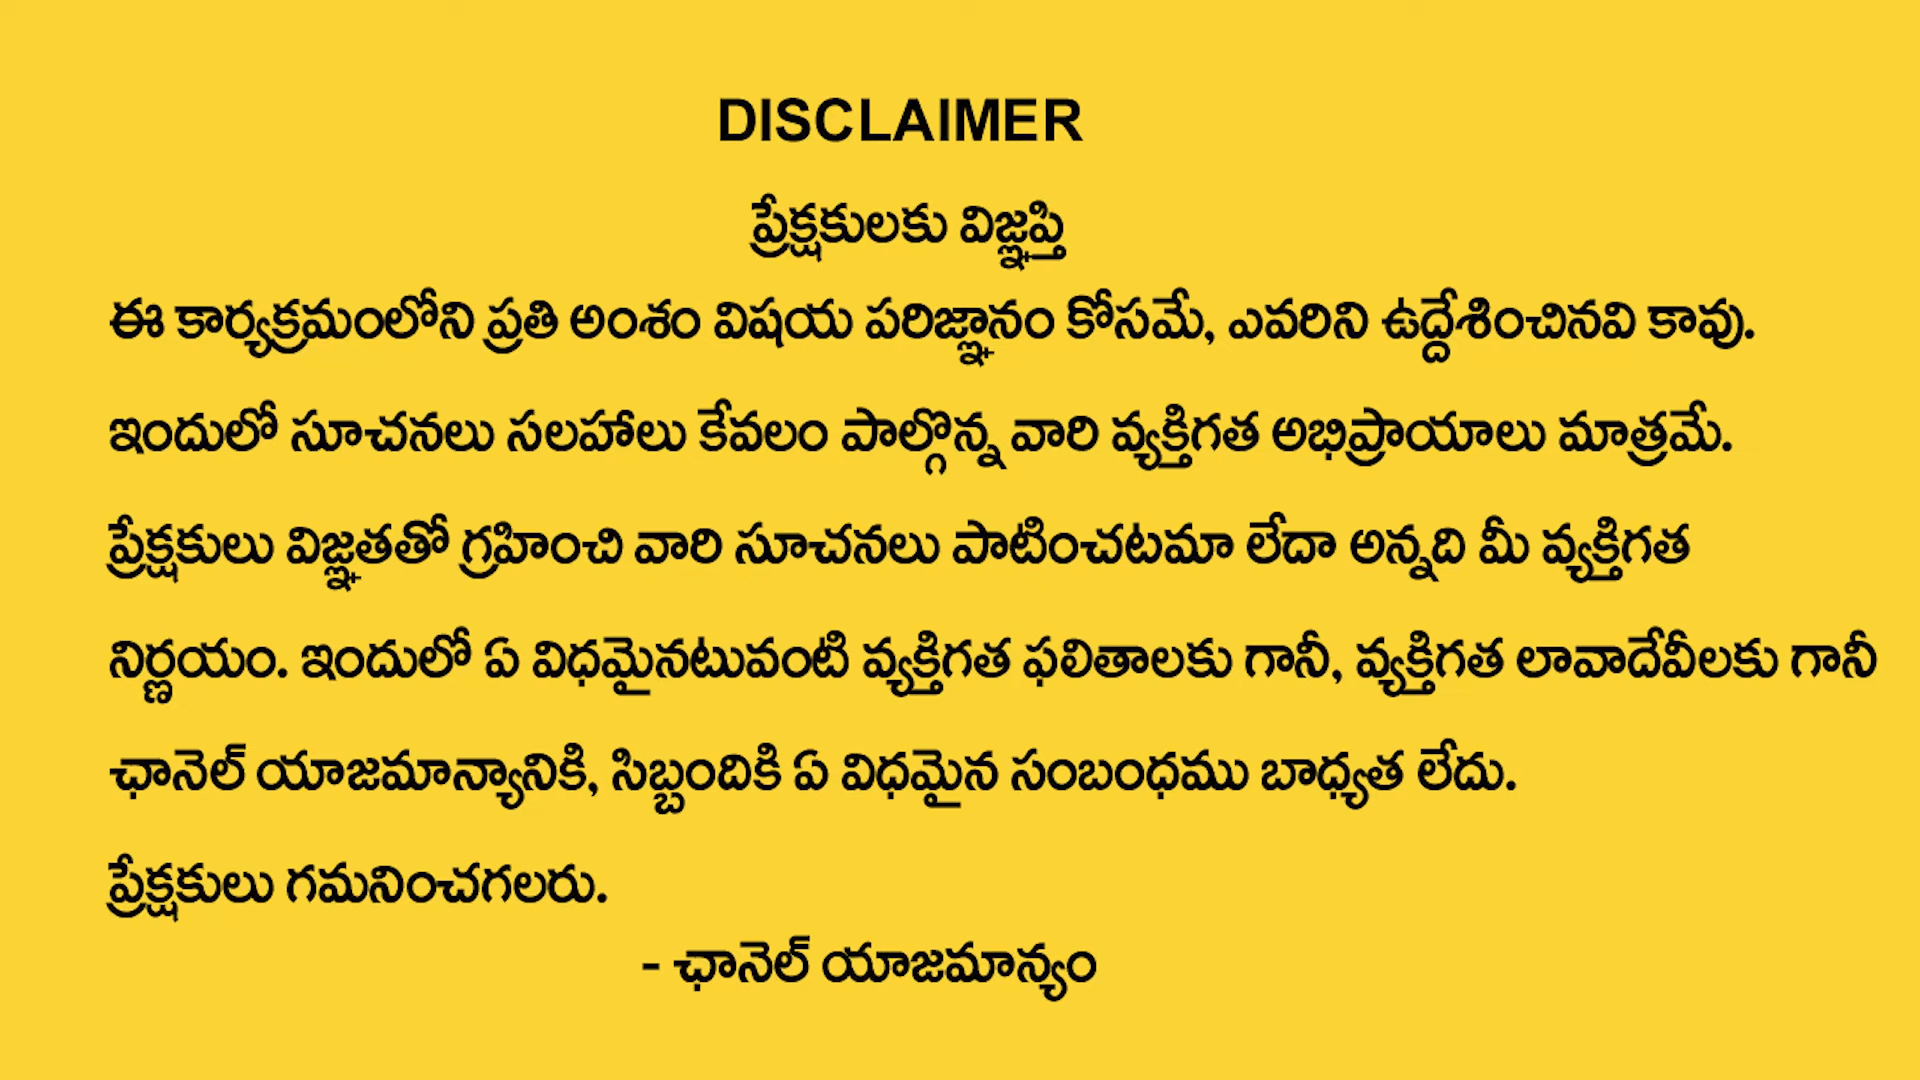 DISCLAIMER
ప్రేక్షకులకు విజ్ఞప్తి
ఈ కార్యక్రమంలోని ప్రతి అంశం విషయ పరిజ్ఞానం కోసమే, ఎవరిని ఉద్దేశించినవి కావు.
ఇందులో సూచనలు సలహాలు కేవలం పాల్గొన్న వారి వ్యక్తిగత అభిప్రాయాలు మాత్రమే.
ప్రేక్షకులు విజ్ఞతతో గ్రహించి వారి సూచనలు పాటించటమా లేదా అన్నది మీ వ్యక్తిగత
నిర్ణయం. ఇందులో ఏ విధమైనటువంటి వ్యక్తిగత ఫలితాలకు గానీ, వ్యక్తిగత లావాదేవీలకు గానీ
ఛానెల్ యాజమాన్యానికి, సిబ్బందికి ఏ విధమైన సంబంధము బాధ్యత లేదు.
ప్రేక్షకులు గమనించగలరు.
- ఛానెల్ యాజమాన్యం